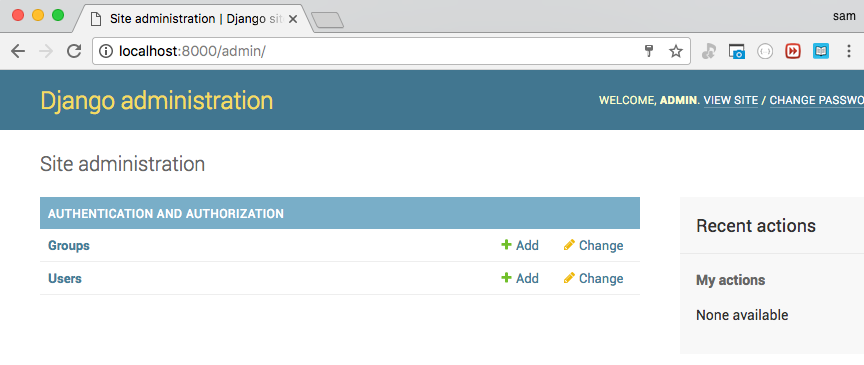 Site administration | Django sit
sam
localhost:8000/admin/
Django administration
WELCOME, ADMIN. VIEW SITE / CHANGE PASSWO
Site administration
AUTHENTICATION AND AUTHORIZATION
Groups + Add Change
Users + Add Change
Recent actions
My actions
None available